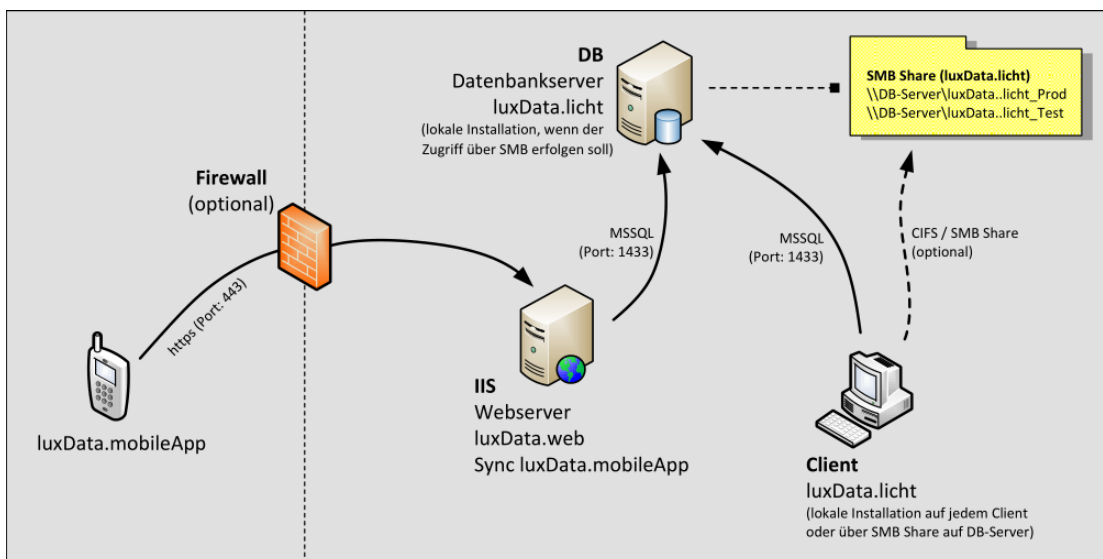 DB
Datenbankserver
luxData.licht
(lokale Installation, wenn der
Zugriff über SMB erfolgen soll)
SMB Share (luxData.licht)
\\DB-Server\luxData..licht_Prod
\\DB-Server\luxData..licht_Test
Firewall
(optional)
MSSQL
(Port: 1433)
MSSQL
(Port: 1433)
CIFS / SMB Share
(optional)
https (Port: 443)
luxData.mobileApp
IIS
Webserver
luxData.web
Sync luxData.mobileApp
Client
luxData.licht
(lokale Installation auf jedem Client
oder über SMB Share auf DB-Server)